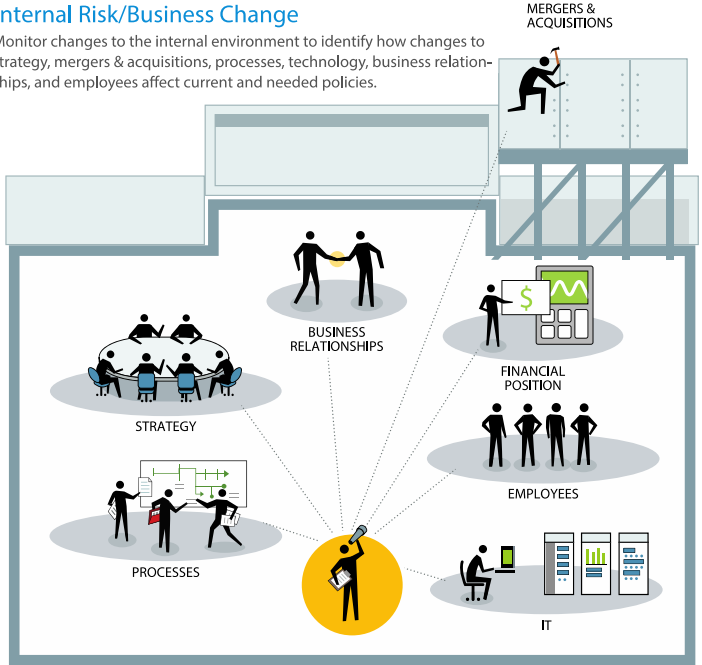 nternal Risk/Business Change
Monitor changes to the internal environment to identify how changes to
trategy, mergers & acquisitions, processes, technology, business relation-
hips, and employees affect current and needed policies.
MERGERS &
ACQUISITIONS
BUSINESS
RELATIONSHIPS
$
FINANCIAL
POSITION
STRATEGY
EMPLOYEES
PROCESSES
IT